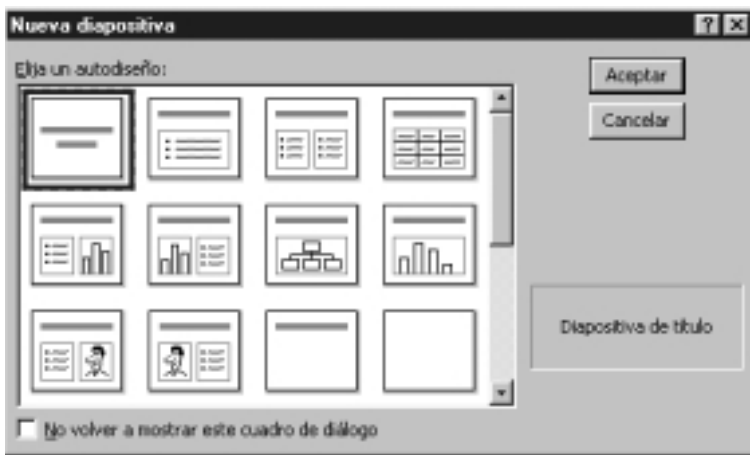 Nueva diapositiva
Elija un autodiseño:
Aceptar
Cancelar
Diapositiva de título
No volver a mostrar este cuadro de diálogo